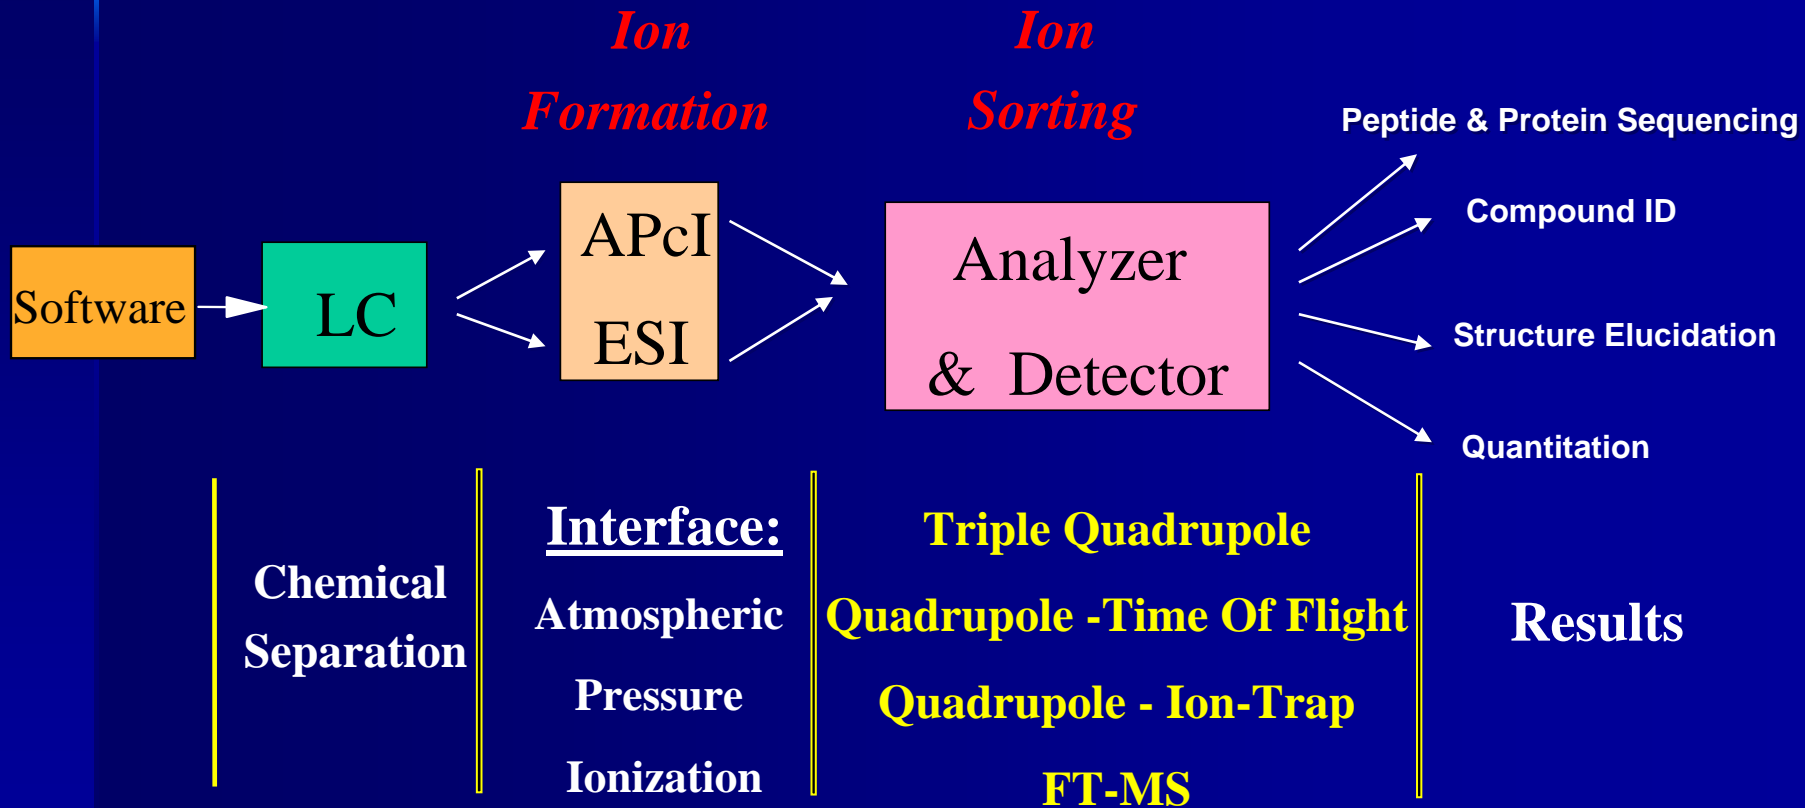 Ion
Formation
Ion
Sorting
Software
LC
APcI
ESI
Analyzer
& Detector
Peptide & Protein Sequencing
Compound ID
Structure Elucidation
Quantitation
Chemical
Separation
Interface:
Atmospheric
Pressure
Ionization
Triple Quadrupole
Quadrupole -Time Of Flight
Quadrupole - Ion-Trap
FT-MS
Results